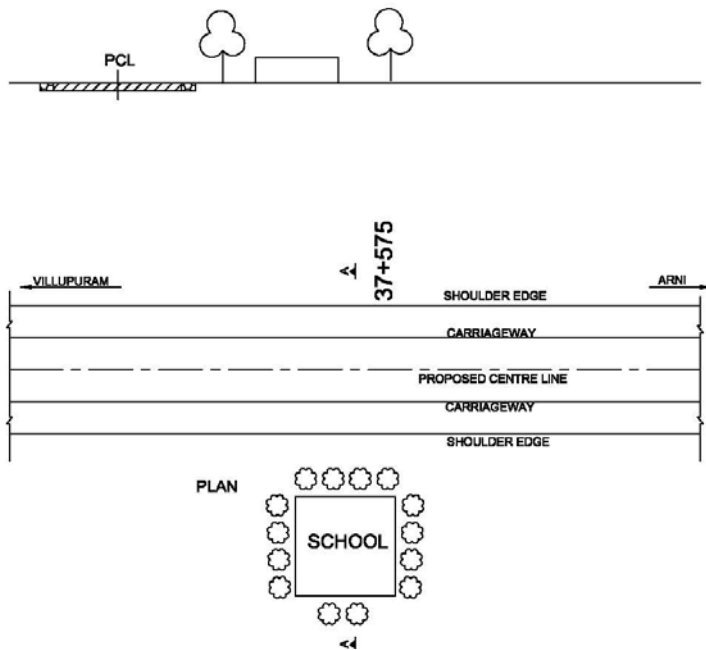 PCL
A
37+575
VILLUPURAM
ARNI
SHOULDER EDGE
CARRIAGEWAY
PROPOSED CENTRE LINE
CARRIAGEWAY
SHOULDER EDGE
PLAN
SCHOOL
A